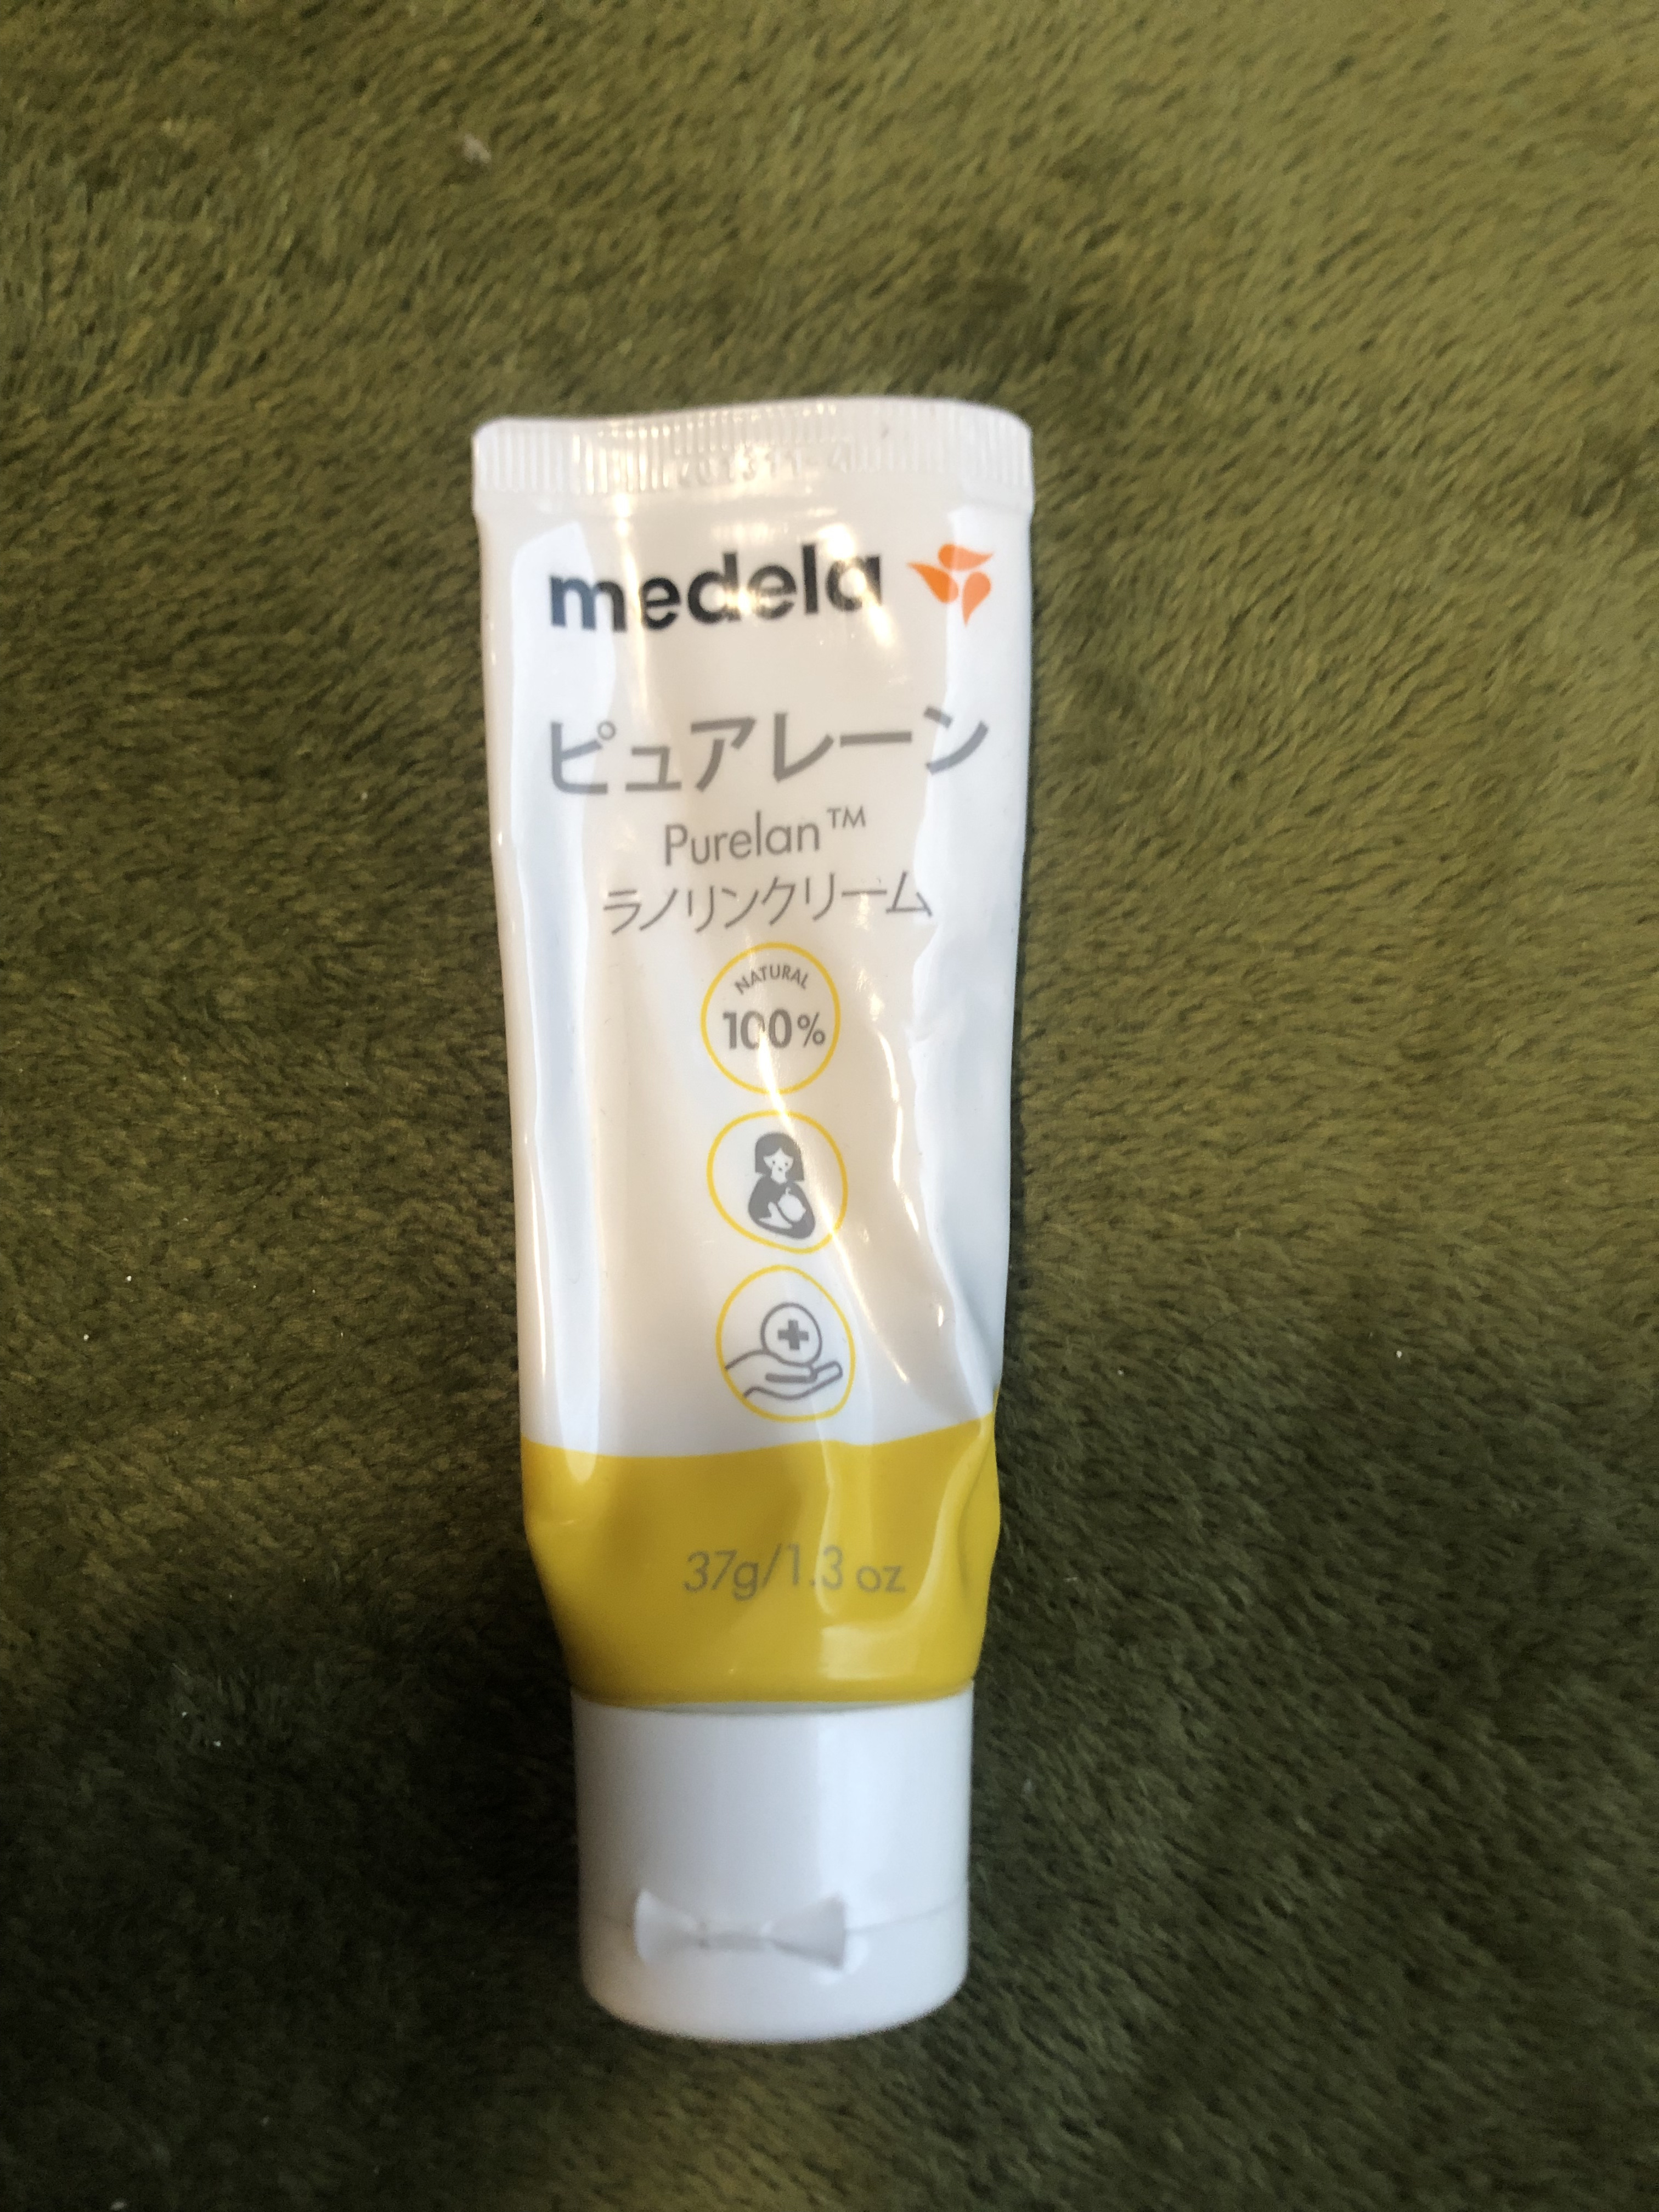 medela
ピュアレーン
Purelan™
ラノリンクリーム
NATURAL
100%
37g/1.3 oz